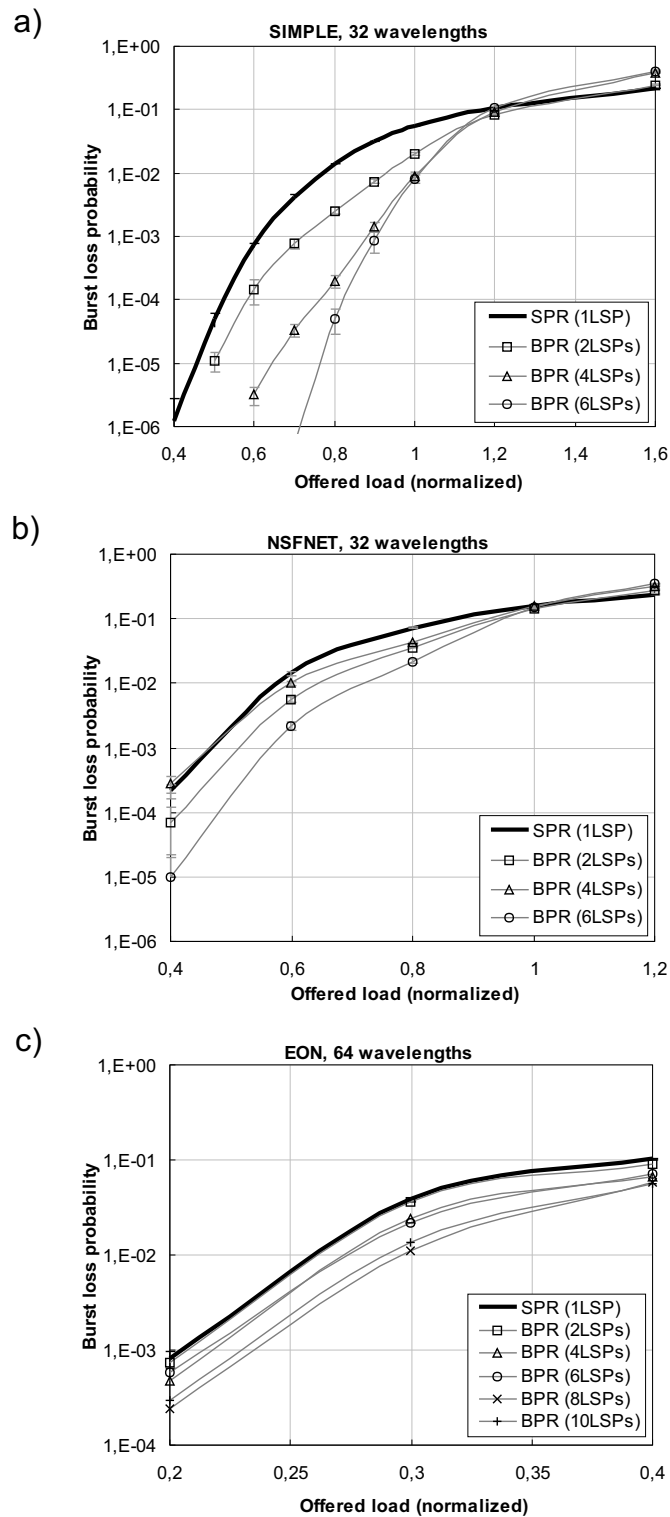 a)
SIMPLE, 32 wavelengths
1,E+00
1,E-01
1,E-02
1,E-03
1,E-04
1,E-05
1,E-06
Burst loss probability
SPR (1LSP)
BPR (2LSPs)
BPR (4LSPs)
BPR (6LSPs)
0,4 0,6 0,8 1 1,2 1,4 1,6
Offered load (normalized)
b)
NSFNET, 32 wavelengths
1,E+00
1,E-01
1,E-02
1,E-03
1,E-04
1,E-05
1,E-06
Burst loss probability
SPR (1LSP)
BPR (2LSPs)
BPR (4LSPs)
BPR (6LSPs)
0,4 0,6 0,8 1 1,2
Offered load (normalized)
c)
EON, 64 wavelengths
1,E+00
1,E-01
1,E-02
1,E-03
1,E-04
Burst loss probability
SPR (1LSP)
BPR (2LSPs)
BPR (4LSPs)
BPR (6LSPs)
BPR (8LSPs)
BPR (10LSPs)
0,2 0,25 0,3 0,35 0,4
Offered load (normalized)